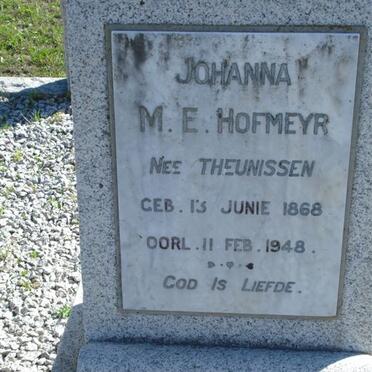 JOHANNA
M. E. HOFMEYR
NEE THEUNISSEN
GEB. 13 JUNIE 1868
OORL. 11 FEB. 1948.
GOD IS LIEFDE.